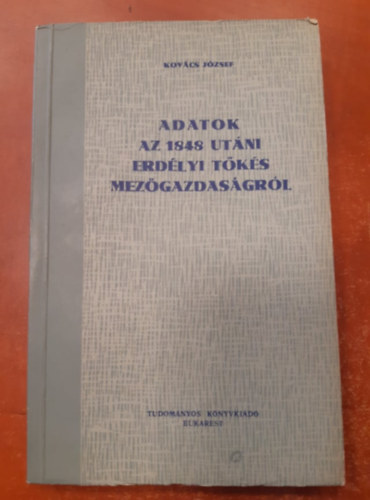 KOVÁCS JÓZSEF
ADATOK
AZ 1848 UTÁNI
ERDÉLYI TŐKÉS
MEZŐGAZDASÁGRÓL
TUDOMÁNYOS KÖNYVKIADÓ
BUKAREST